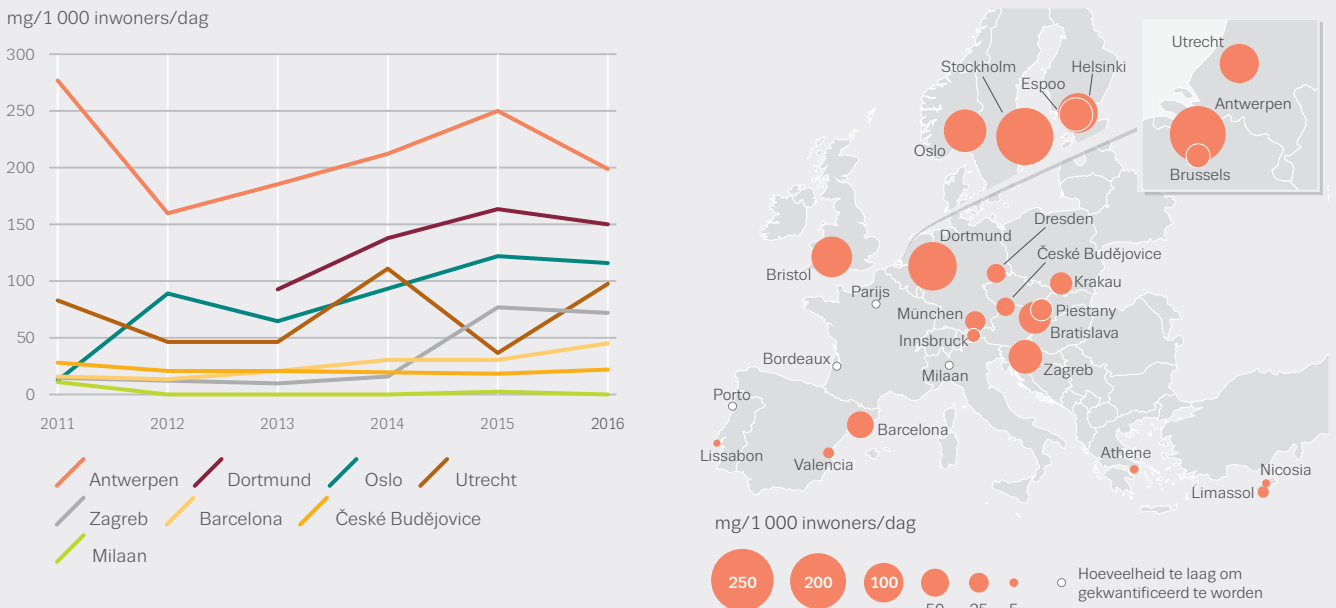 mg/1 000 inwoners/dag
300
250
200
150
100
50
0
2011 2012 2013 2014 2015 2016
Antwerpen Dortmund Oslo Utrecht
Zagreb Barcelona České Budějovice
Milaan
Utrecht
Antwerpen
Brussels
Stockholm
Helsinki
Espoo
Oslo
Dresden
Dortmund
České Budějovice
Bristol
Krakau
Parijs
Piestany
München
Bratislava
Innsbruck
Bordeaux
Zagreb
Milaan
Porto
Barcelona
Lissabon
Valencia
Athene
Nicosia
Limassol
mg/1 000 inwoners/dag
250 200 100 50 25 5
Hoeveelheid te laag om
gekwantificeerd te worden